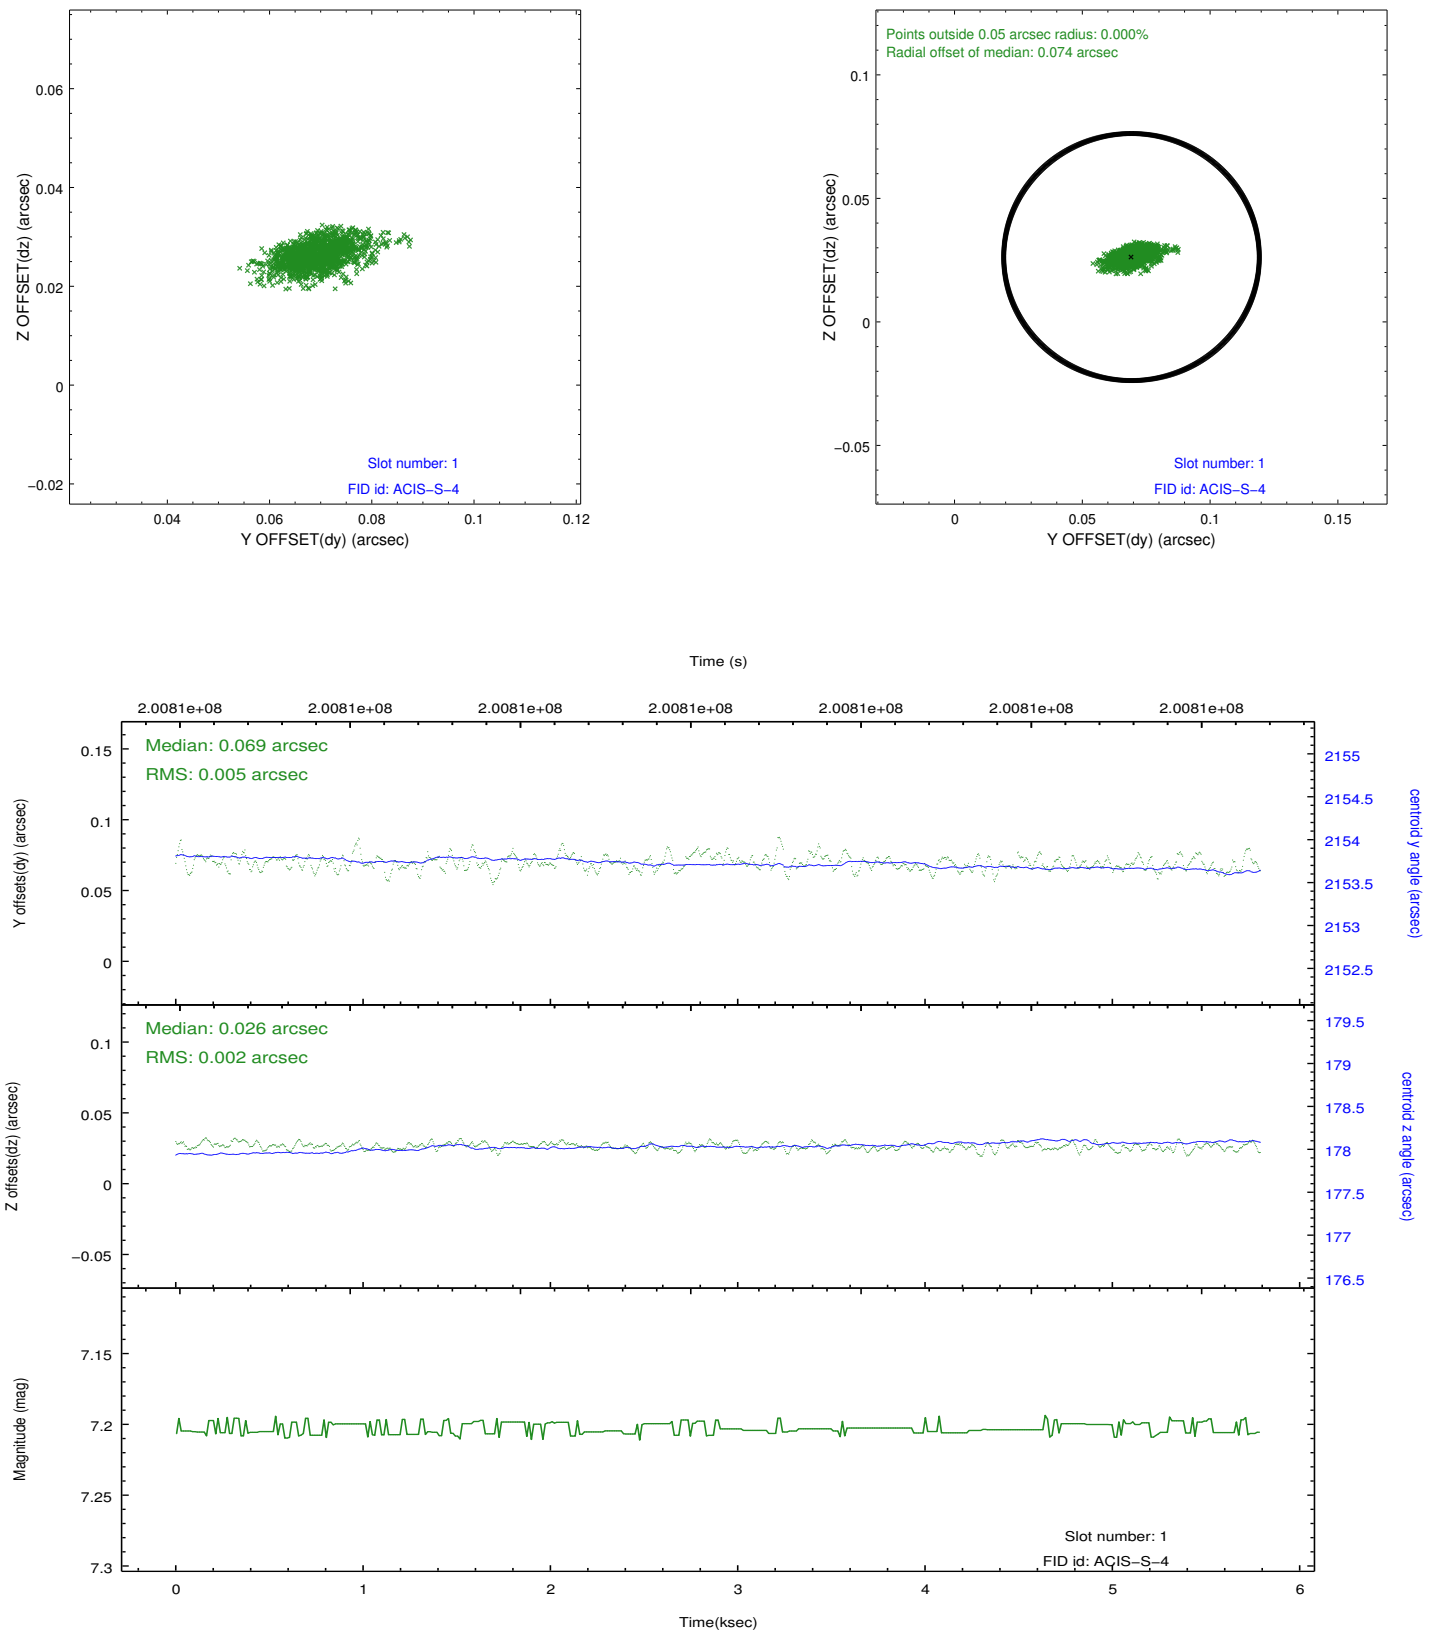 0.06
0.04
0.02
0
−0.02
Z OFFSET(dz) (arcsec)
Slot number: 1
FID id: ACIS−S−4
0.04 0.06 0.08 0.1 0.12
Y OFFSET(dy) (arcsec)
Points outside 0.05 arcsec radius: 0.000%
Radial offset of median: 0.074 arcsec
0.1
0.05
0
−0.05
Z OFFSET(dz) (arcsec)
Slot number: 1
FID id: ACIS−S−4
0 0.05 0.1 0.15
Y OFFSET(dy) (arcsec)
Time (s)
2.0081e+08 2.0081e+08 2.0081e+08 2.0081e+08 2.0081e+08 2.0081e+08 2.0081e+08
Median: 0.069 arcsec
RMS: 0.005 arcsec
0.15
0.1
0.05
0
Y offsets(dy) (arcsec)
2155
2154.5
2154
2153.5
2153
2152.5
centroid y angle (arcsec)
Median: 0.026 arcsec
RMS: 0.002 arcsec
0.1
0.05
0
−0.05
Z offsets(dz) (arcsec)
179.5
179
178.5
178
177.5
177
176.5
centroid z angle (arcsec)
7.15
7.2
7.25
7.3
Magnitude (mag)
Slot number: 1
FID id: ACIS−S−4
0 1 2 3 4 5 6
Time(ksec)